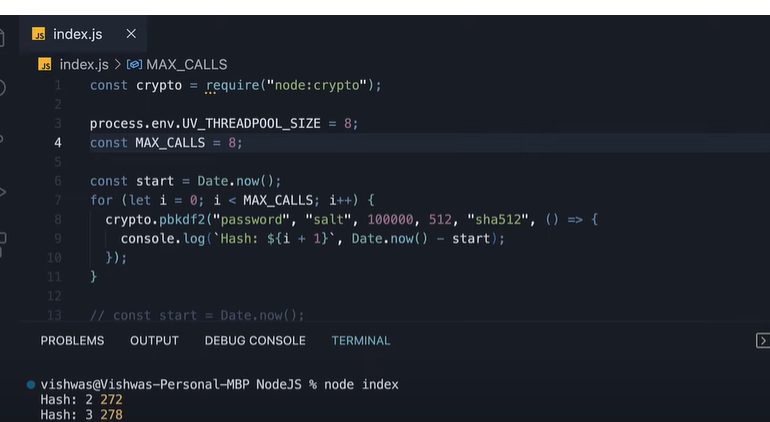 JS index.js ×
JS index.js > MAX_CALLS
1 const crypto = require("node:crypto");
2
3 process.env.UV_THREADPOOL_SIZE = 8;
4 const MAX_CALLS = 8;
5
6 const start = Date.now();
7 for (let i = 0; i < MAX_CALLS; i++) {
8 crypto.pbkdf2("password", "salt", 100000, 512, "sha512", () => {
9 console.log(`Hash: ${i + 1}`, Date.now() - start);
10 });
11 }
12
13 // const start = Date.now();
PROBLEMS OUTPUT DEBUG CONSOLE TERMINAL
vishwas@Vishwas-Personal-MBP NodeJS % node index
Hash: 2 272
Hash: 3 278